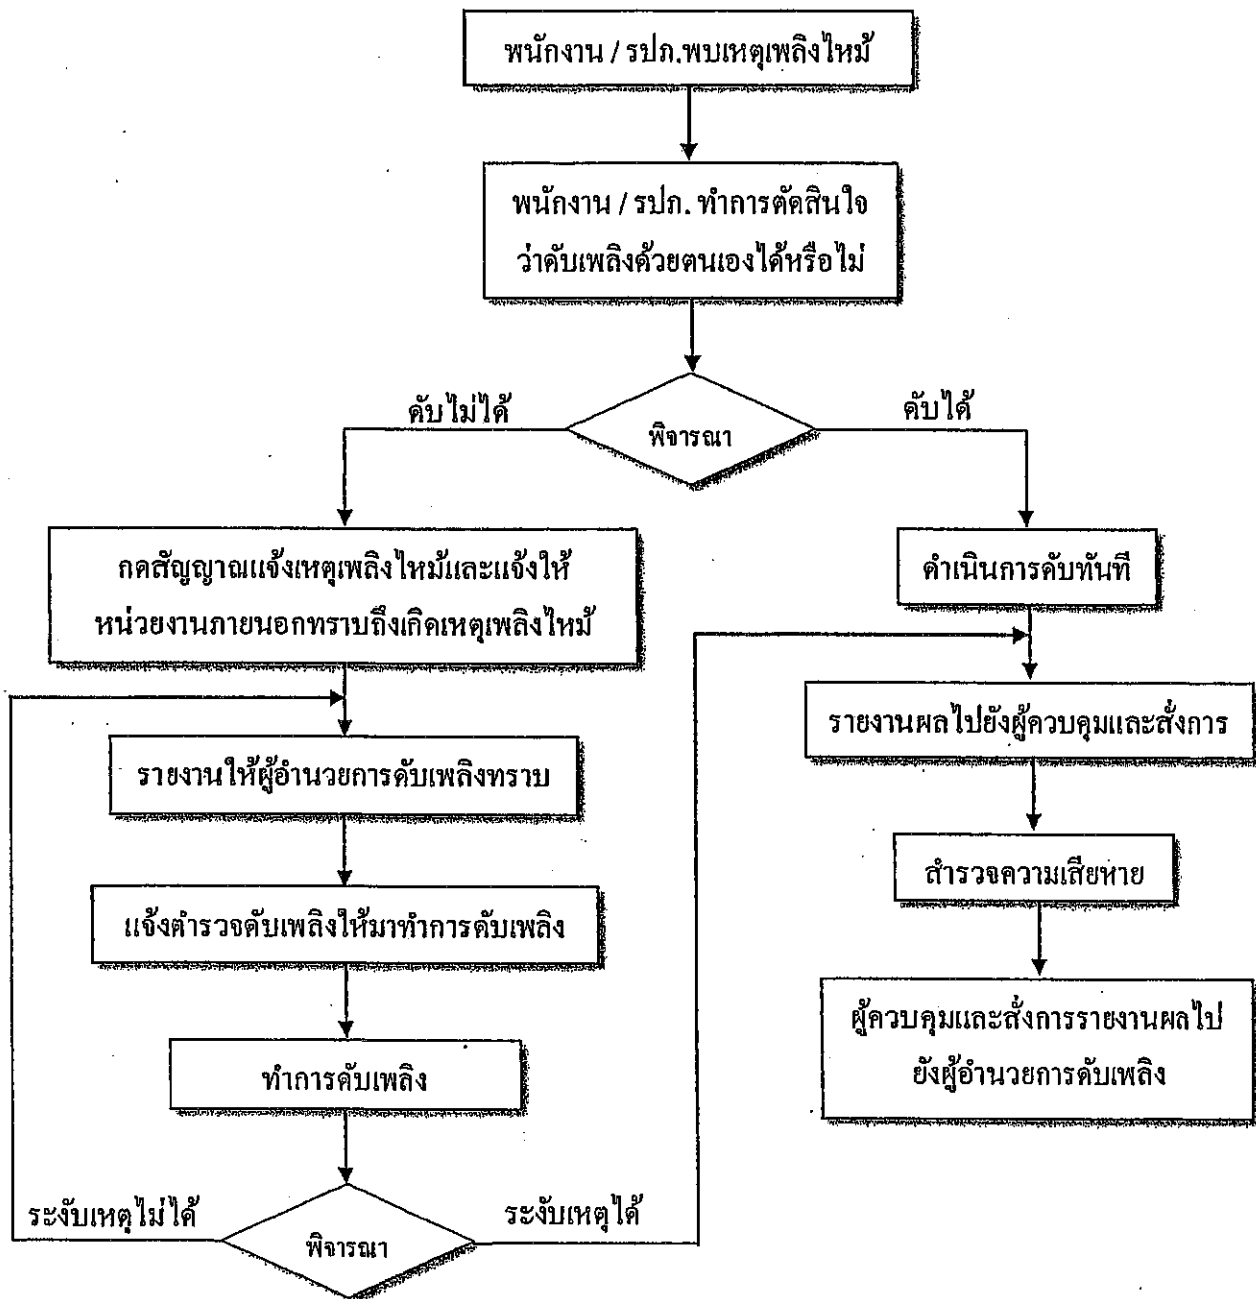 พนักงาน / รปภ.พบเหตุเพลิงไหม้
พนักงาน / รปภ. ทำการตัดสินใจ
ว่าดับเพลิงด้วยตนเองได้หรือไม่
ดับไม่ได้
พิจารณา
ดับได้
กดสัญญาณแจ้งเหตุเพลิงไหม้และแจ้งให้
หน่วยงานภายนอกทราบถึงเกิดเหตุเพลิงไหม้
รายงานให้ผู้อำนวยการดับเพลิงทราบ
แจ้งตำรวจดับเพลิงให้มาทำการดับเพลิง
ทำการดับเพลิง
ระงับเหตุไม่ได้
พิจารณา
ระงับเหตุได้
ดำเนินการดับทันที
รายงานผลไปยังผู้ควบคุมและสั่งการ
สำรวจความเสียหาย
ผู้ควบคุมและสั่งการรายงานผลไป
ยังผู้อำนวยการดับเพลิง